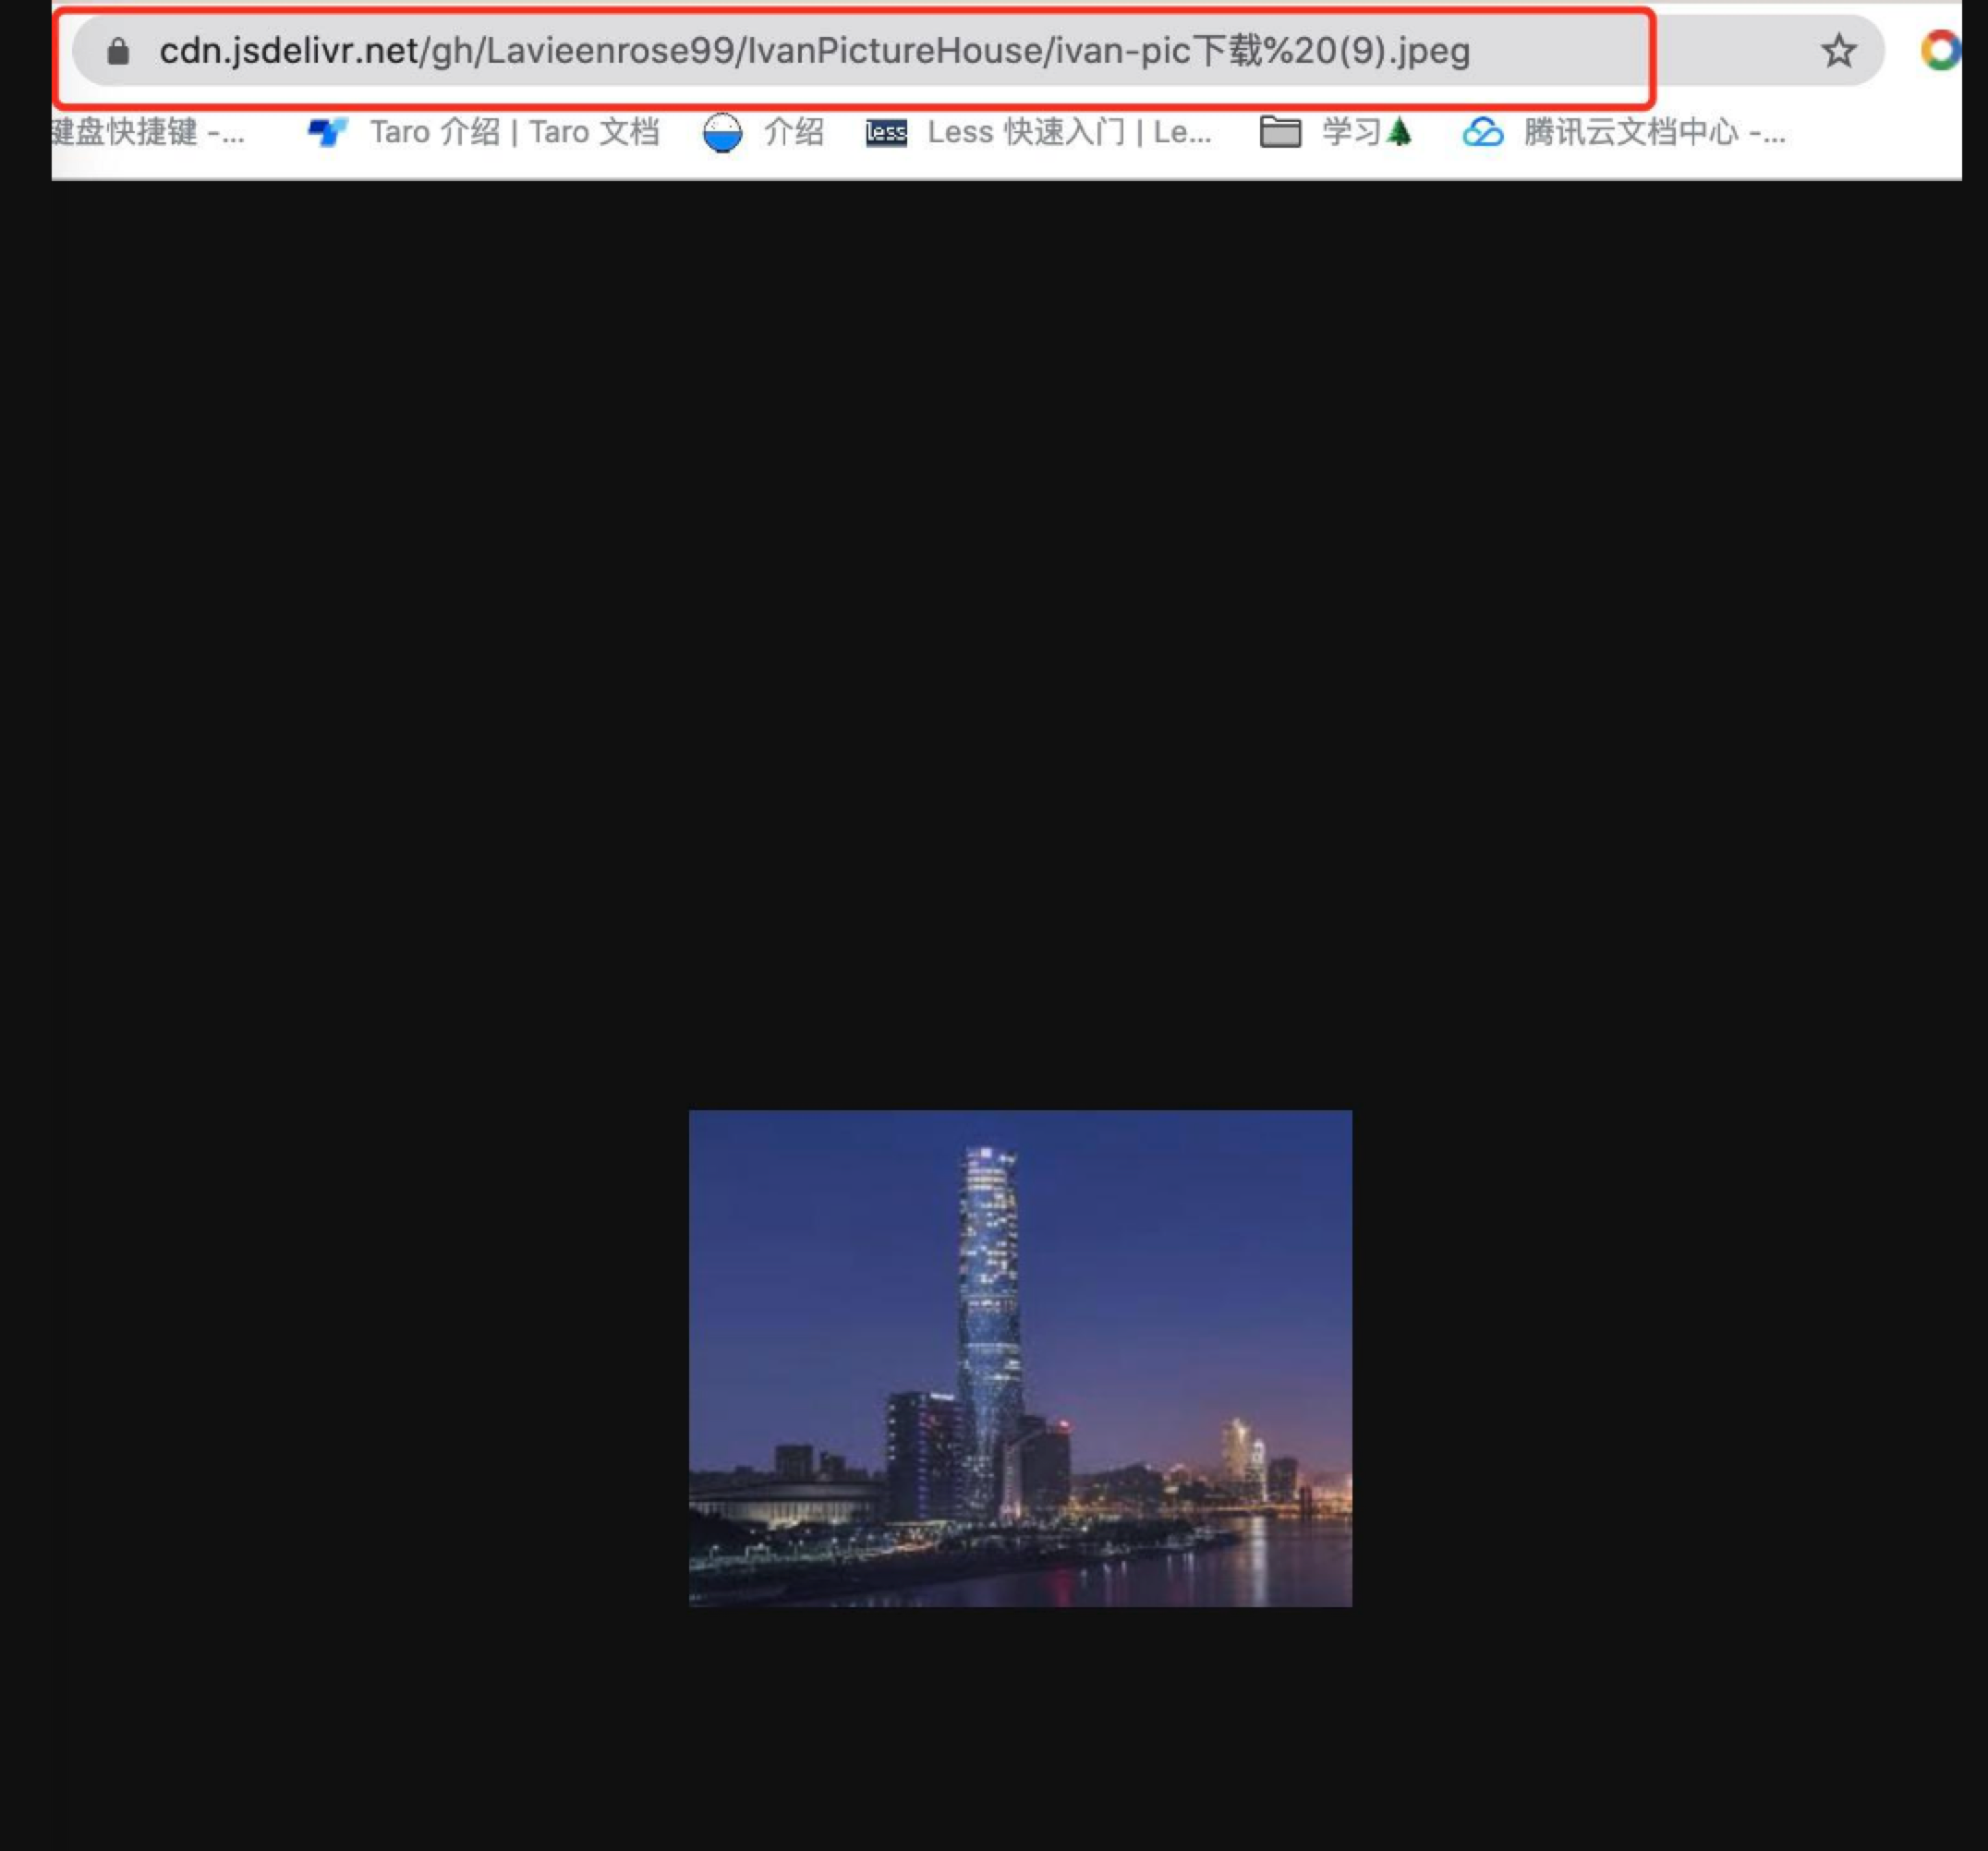 cdn.jsdelivr.net/gh/Lavieenrose99/IvanPictureHouse/ivan-pic下载%20(9).jpeg
键盘快捷键 -... Taro 介绍 | Taro 文档 介绍 less Less 快速入门 | Le... 学习🌲 腾讯云文档中心 -...